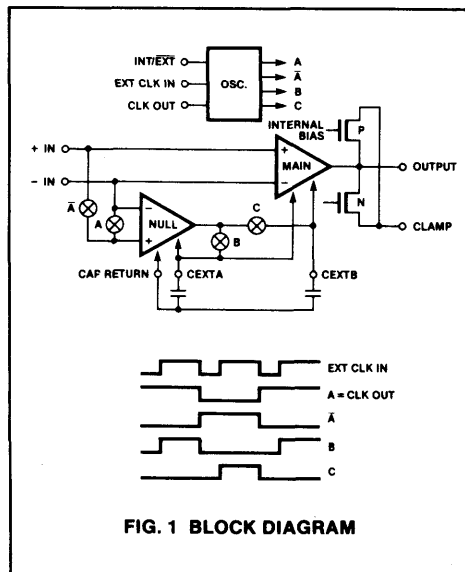 INT/E̅X̅T̅
EXT CLK IN
CLK OUT
OSC.
A
A̅
B
C
INTERNAL
BIAS
P
+ IN
- IN
+
MAIN
-
OUTPUT
N
CLAMP
A̅
A
-
NULL
+
C
B
CAP RETURN
CEXTA
CEXTB
EXT CLK IN
A = CLK OUT
A̅
B
C
FIG. 1 BLOCK DIAGRAM